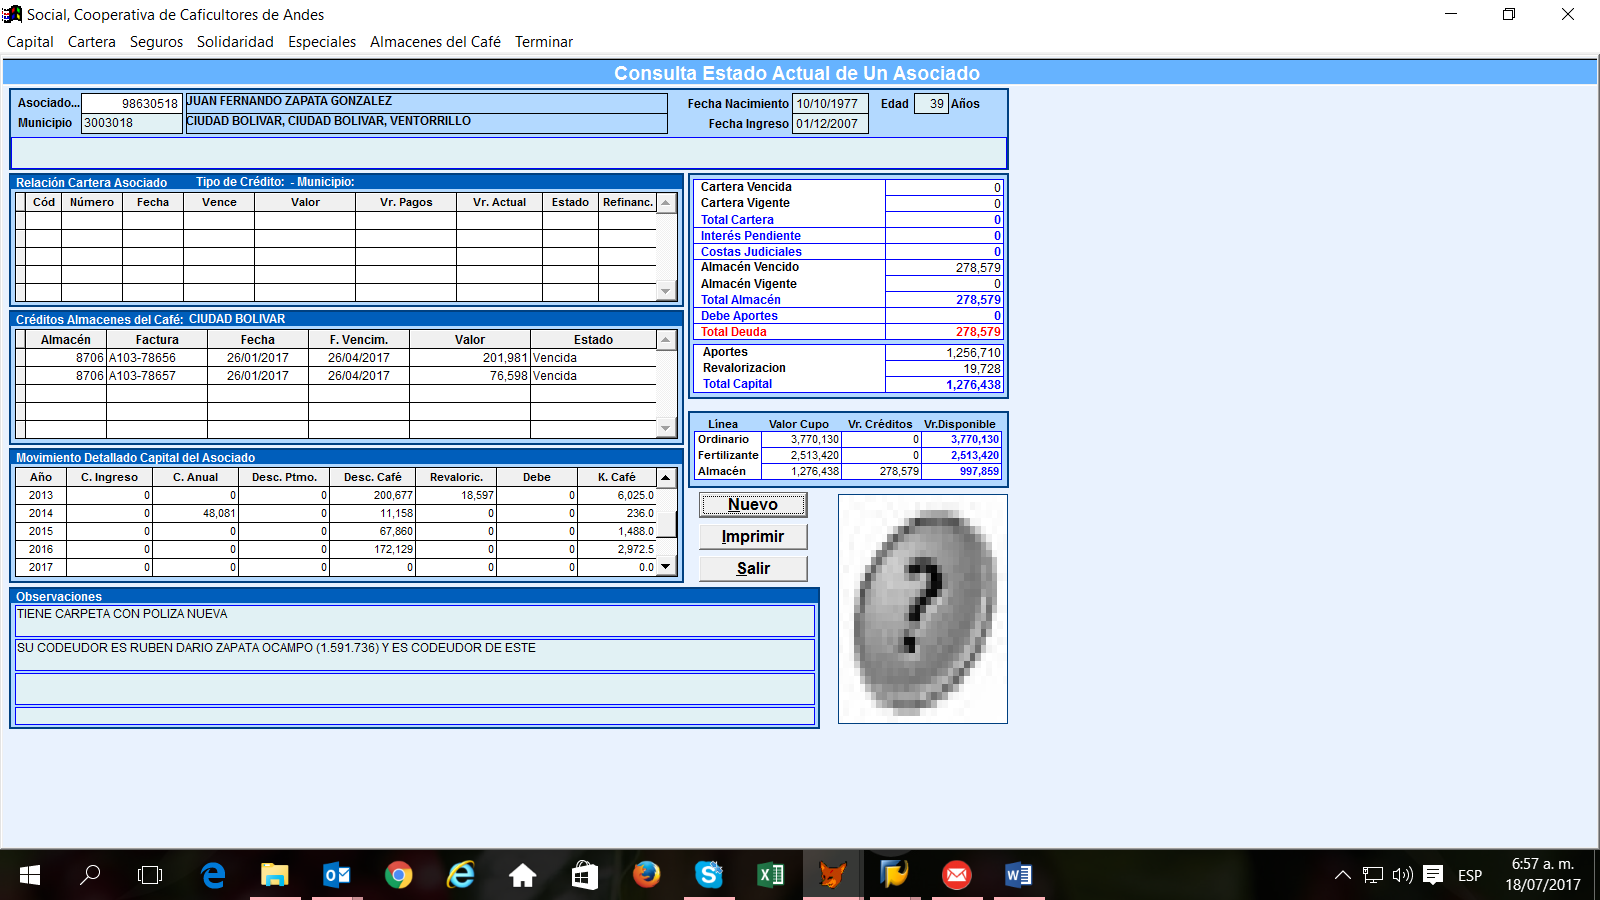 Social, Cooperativa de Caficultores de Andes
Capital Cartera Seguros Solidaridad Especiales Almacenes del Café Terminar
Consulta Estado Actual de Un Asociado
Asociado... 98630518 JUAN FERNANDO ZAPATA GONZALEZ Fecha Nacimiento 10/10/1977 Edad 39 Años
Municipio 3003018 CIUDAD BOLIVAR, CIUDAD BOLIVAR, VENTORRILLO Fecha Ingreso 01/12/2007
Relación Cartera Asociado Tipo de Crédito: - Municipio:
Cód Número Fecha Vence Valor Vr. Pagos Vr. Actual Estado Refinanc.
Créditos Almacenes del Café: CIUDAD BOLIVAR
Almacén Factura Fecha F. Vencim. Valor Estado
8706 A103-78656 26/01/2017 26/04/2017 201,981 Vencida
8706 A103-78657 26/01/2017 26/04/2017 76,598 Vencida
Movimiento Detallado Capital del Asociado
Año C. Ingreso C. Anual Desc. Ptmo. Desc. Café Revaloric. Debe K. Café
2013 0 0 0 200,677 18,597 0 6,025.0
2014 0 48,081 0 11,158 0 0 236.0
2015 0 0 0 67,860 0 0 1,488.0
2016 0 0 0 172,129 0 0 2,972.5
2017 0 0 0 0 0 0 0.0
Observaciones
TIENE CARPETA CON POLIZA NUEVA
SU CODEUDOR ES RUBEN DARIO ZAPATA OCAMPO (1.591.736) Y ES CODEUDOR DE ESTE
Cartera Vencida 0
Cartera Vigente 0
Total Cartera 0
Interés Pendiente 0
Costas Judiciales 0
Almacén Vencido 278,579
Almacén Vigente 0
Total Almacén 278,579
Debe Aportes 0
Total Deuda 278,579
Aportes 1,256,710
Revalorizacion 19,728
Total Capital 1,276,438
Línea Valor Cupo Vr. Créditos Vr.Disponible
Ordinario 3,770,130 0 3,770,130
Fertilizante 2,513,420 0 2,513,420
Almacén 1,276,438 278,579 997,859
Nuevo
Imprimir
Salir
?
ESP
6:57 a. m.
18/07/2017